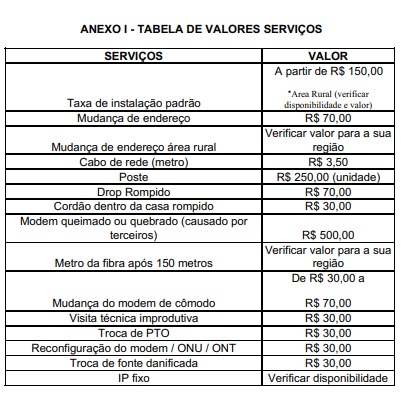 ANEXO I - TABELA DE VALORES SERVIÇOS
SERVIÇOS VALOR
A partir de R$ 150,00
*Area Rural (verificar
Taxa de instalação padrão disponibilidade e valor)
Mudança de endereço R$ 70,00
Verificar valor para a sua
Mudança de endereço área rural região
Cabo de rede (metro) R$ 3,50
Poste R$ 250,00 (unidade)
Drop Rompido R$ 70,00
Cordão dentro da casa rompido R$ 30,00
Modem queimado ou quebrado (causado por
terceiros) R$ 500,00
Verificar valor para a sua
Metro da fibra após 150 metros região
De R$ 30,00 a
Mudança do modem de cômodo R$ 70,00
Visita técnica improdutiva R$ 30,00
Troca de PTO R$ 30,00
Reconfiguração do modem / ONU / ONT R$ 30,00
Troca de fonte danificada R$ 30,00
IP fixo Verificar disponibilidade